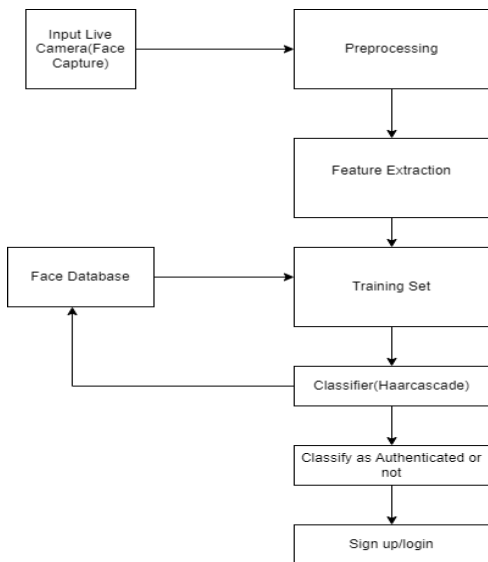 Input Live
Camera(Face
Capture)
Preprocessing
Feature Extraction
Face Database
Training Set
Classifier(Haarcascade)
Classify as Authenticated or
not
Sign up/login